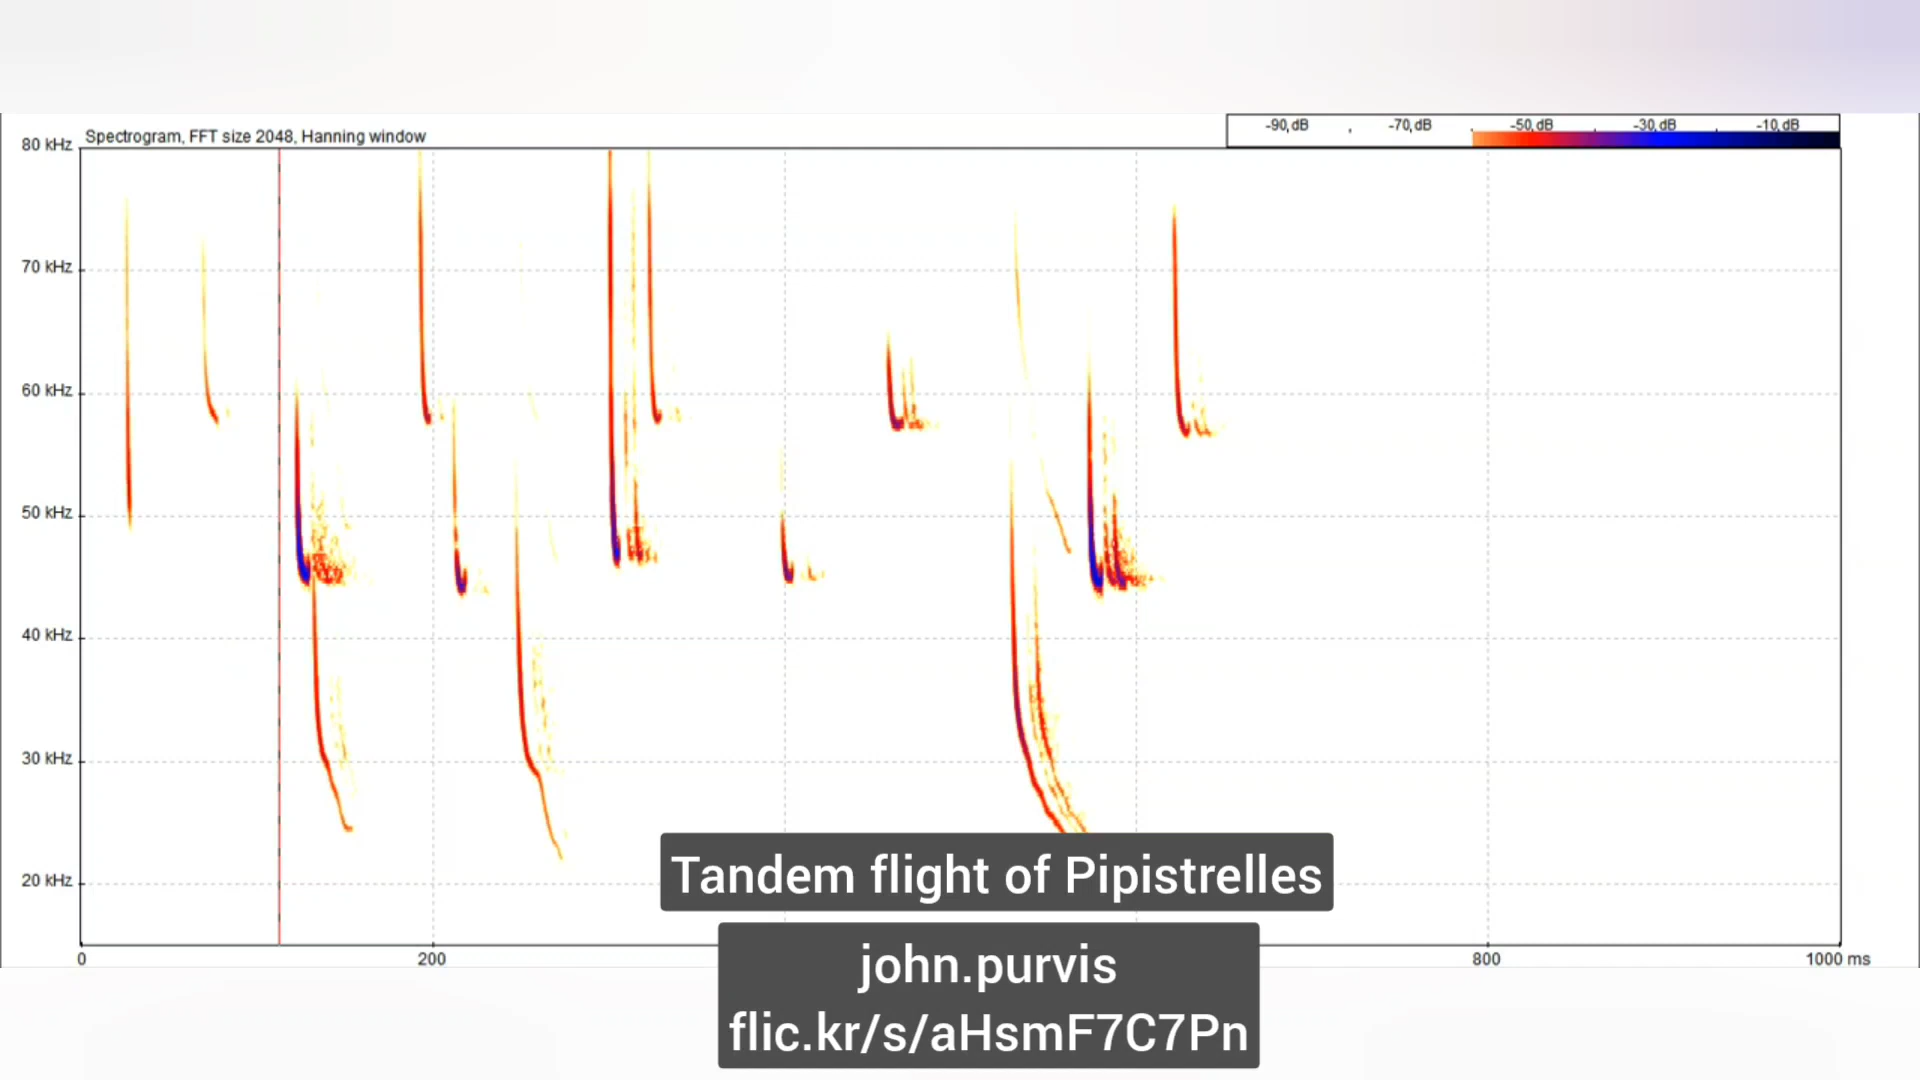 Spectrogram, FFT size 2048, Hanning window
-90,dB -70,dB -50,dB -30,dB -10,dB
80 kHz
70 kHz
60 kHz
50 kHz
40 kHz
30 kHz
20 kHz
0 200 800 1000 ms
Tandem flight of Pipistrelles
john.purvis
flic.kr/s/aHsmF7C7Pn